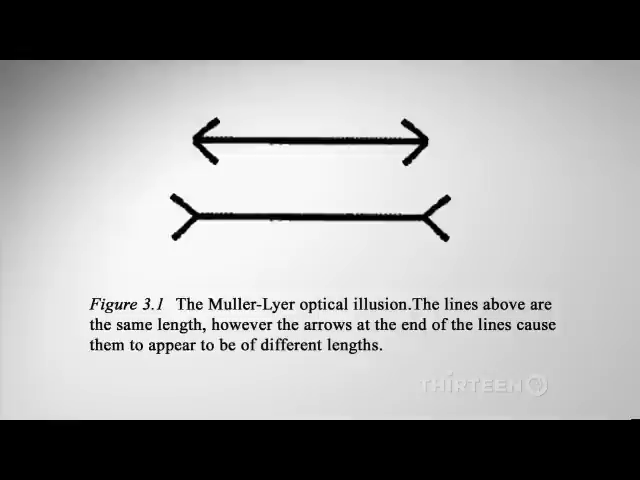 Figure 3.1 The Muller-Lyer optical illusion.The lines above are
the same length, however the arrows at the end of the lines cause
them to appear to be of different lengths.
THIRTEEN